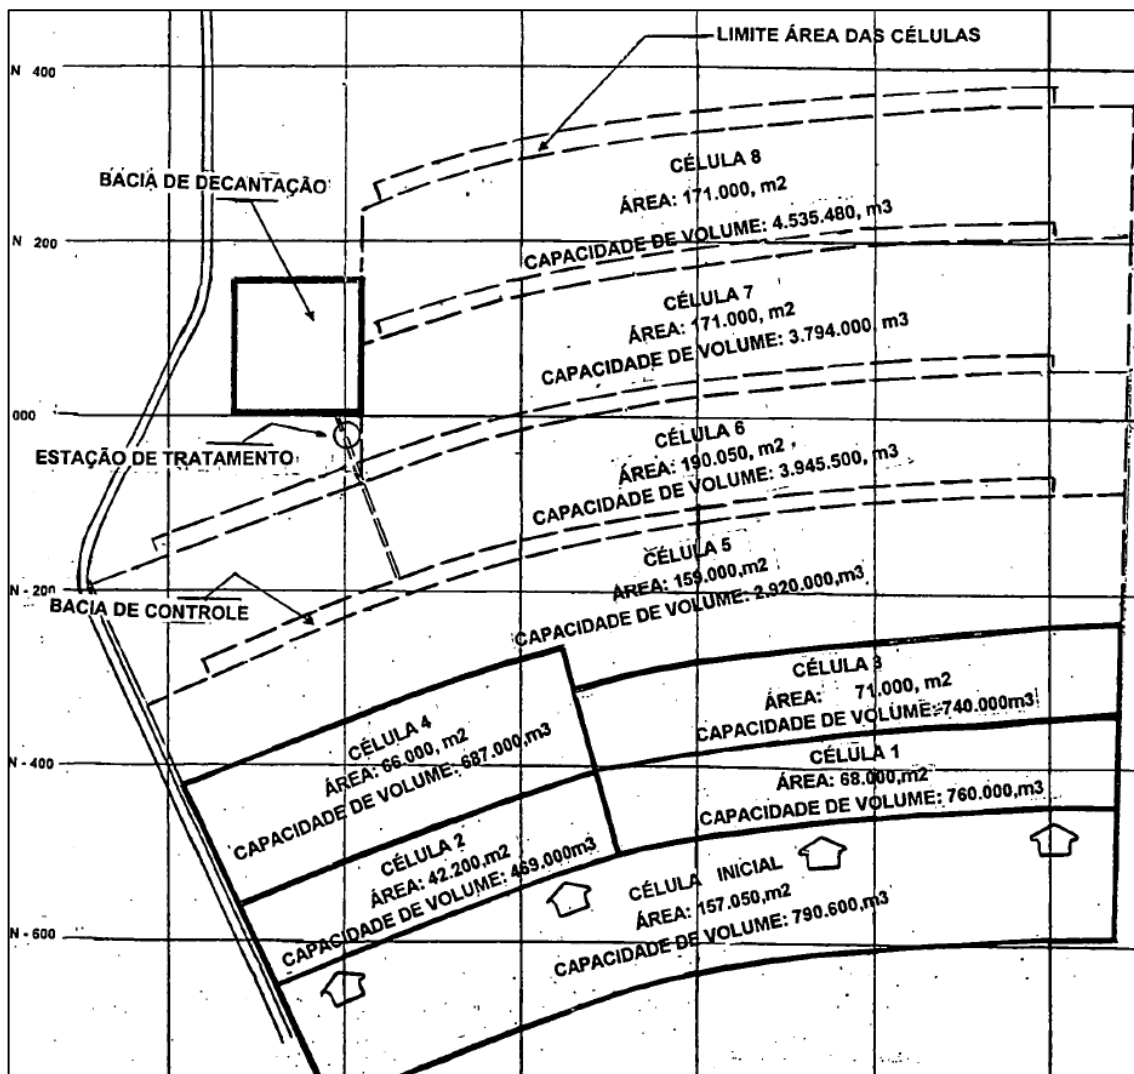 LIMITE ÁREA DAS CÉLULAS
N 400
CÉLULA 8
ÁREA: 171.000, m2
CAPACIDADE DE VOLUME: 4.535.480, m3
BACIA DE DECANTAÇÃO
N 200
CÉLULA 7
ÁREA: 171.000, m2
CAPACIDADE DE VOLUME: 3.794.000, m3
000
CÉLULA 6
ÁREA: 190.050, m2
CAPACIDADE DE VOLUME: 3.945.500, m3
ESTAÇÃO DE TRATAMENTO
CÉLULA 5
ÁREA: 159.000,m2
CAPACIDADE DE VOLUME: 2.920.000,m3
N - 200
BACIA DE CONTROLE
CÉLULA 3
ÁREA: 71.000, m2
CAPACIDADE DE VOLUME: 740.000m3
CÉLULA 4
ÁREA: 66.000, m2
CAPACIDADE DE VOLUME: 687.000,m3
N - 400
CÉLULA 1
ÁREA: 68.000,m2
CAPACIDADE DE VOLUME: 760.000,m3
CÉLULA 2
ÁREA: 42.200,m2
CAPACIDADE DE VOLUME: 469.000m3
CÉLULA INICIAL
ÁREA: 157.050,m2
CAPACIDADE DE VOLUME: 790.600,m3
N - 600